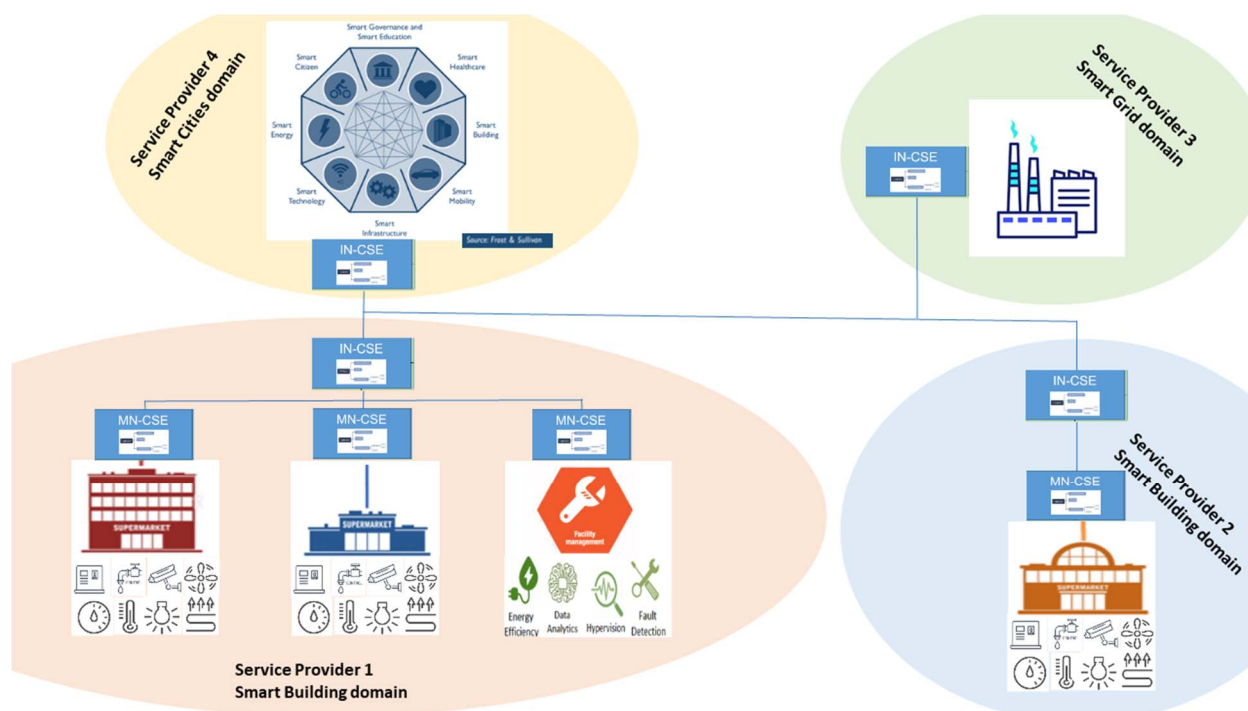 Service Provider 4
Smart Cities domain
Smart Governance and
Smart Education
Smart
Citizen
Smart
Healthcare
Smart
Energy
Smart
Building
Smart
Technology
Smart
Mobility
Smart
Infrastructure
Source: Frost & Sullivan
IN-CSE
Service Provider 3
Smart Grid domain
IN-CSE
IN-CSE
MN-CSE
MN-CSE
MN-CSE
SUPERMARKET
SUPERMARKET
Facility
management
Energy
Efficiency
Data
Analytics
Hypervision
Fault
Detection
Service Provider 1
Smart Building domain
IN-CSE
MN-CSE
SUPERMARKET
Service Provider 2
Smart Building domain